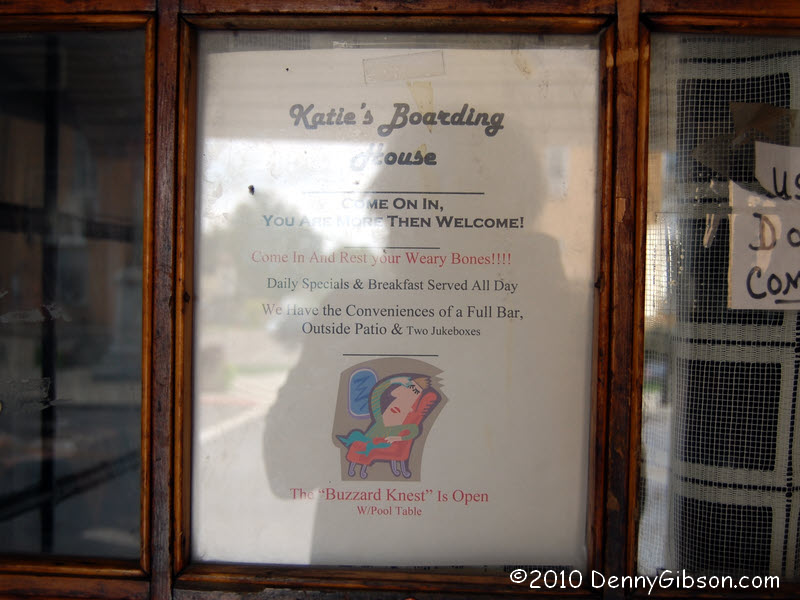 Katie's Boarding
House
Come On In,
You Are More Then Welcome!
Come In And Rest your Weary Bones!!!!
Daily Specials & Breakfast Served All Day
We Have the Conveniences of a Full Bar,
Outside Patio & Two Jukeboxes
The "Buzzard Knest" Is Open
W/Pool Table
©2010 DennyGibson.com